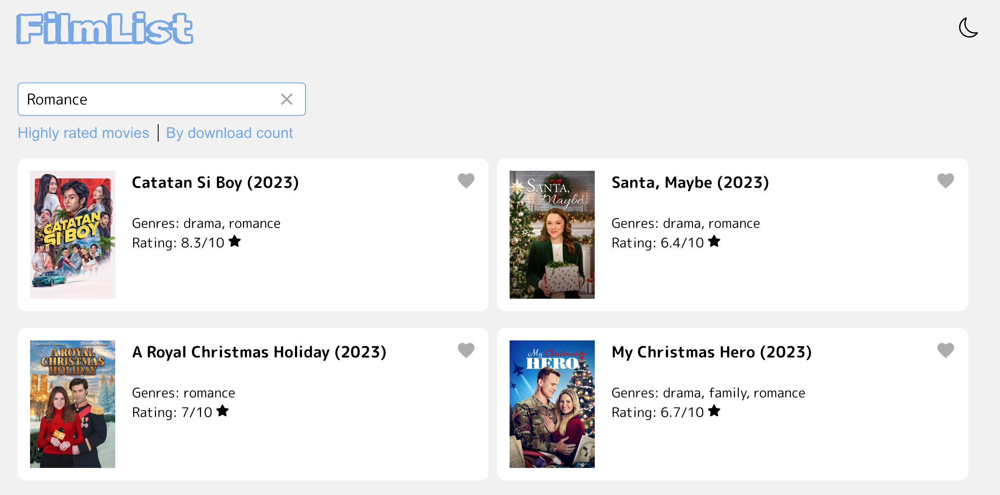 FilmList
Romance
Highly rated movies
By download count
CATATAN
SI BOY
Catatan Si Boy (2023)
Genres: drama, romance
Rating: 8.3/10
SANTA,
Maybe
Santa, Maybe (2023)
Genres: drama, romance
Rating: 6.4/10
BRITTANY UNDERWOOD JONATHAN STODDARD
A ROYAL
CHRISTMAS
HOLIDAY
A Royal Christmas Holiday (2023)
Genres: romance
Rating: 7/10
My Christmas
HERO
My Christmas Hero (2023)
Genres: drama, family, romance
Rating: 6.7/10